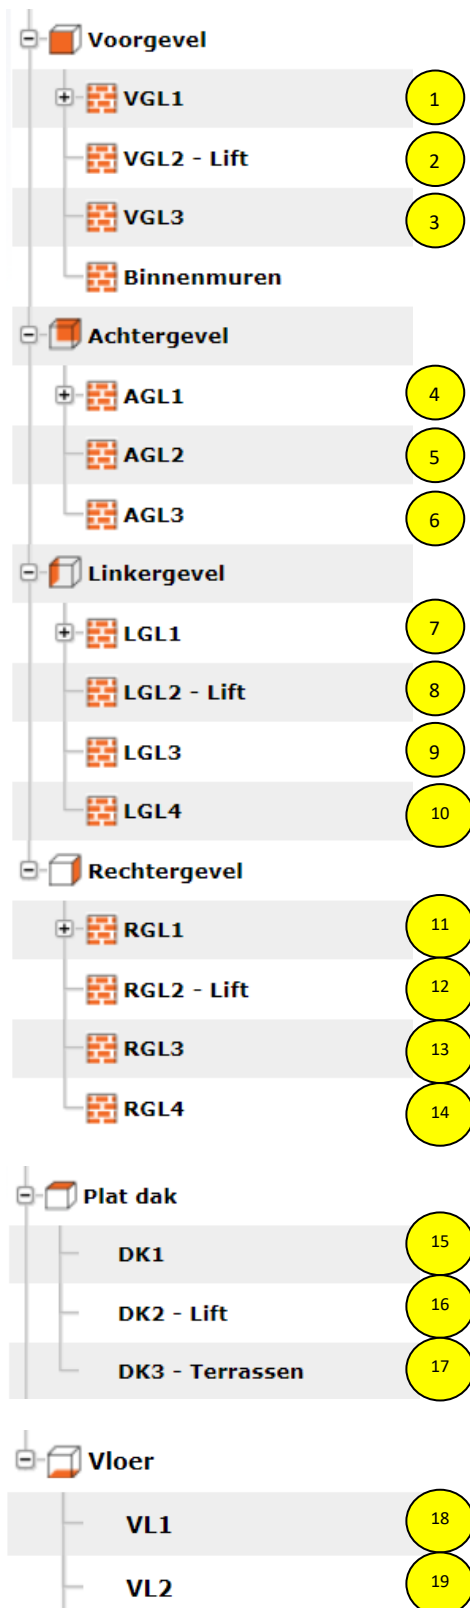 Voorgevel
VGL1 1
VGL2 - Lift 2
VGL3 3
Binnenmuren
Achtergevel
AGL1 4
AGL2 5
AGL3 6
Linkergevel
LGL1 7
LGL2 - Lift 8
LGL3 9
LGL4 10
Rechtergevel
RGL1 11
RGL2 - Lift 12
RGL3 13
RGL4 14
Plat dak
DK1 15
DK2 - Lift 16
DK3 - Terrassen 17
Vloer
VL1 18
VL2 19